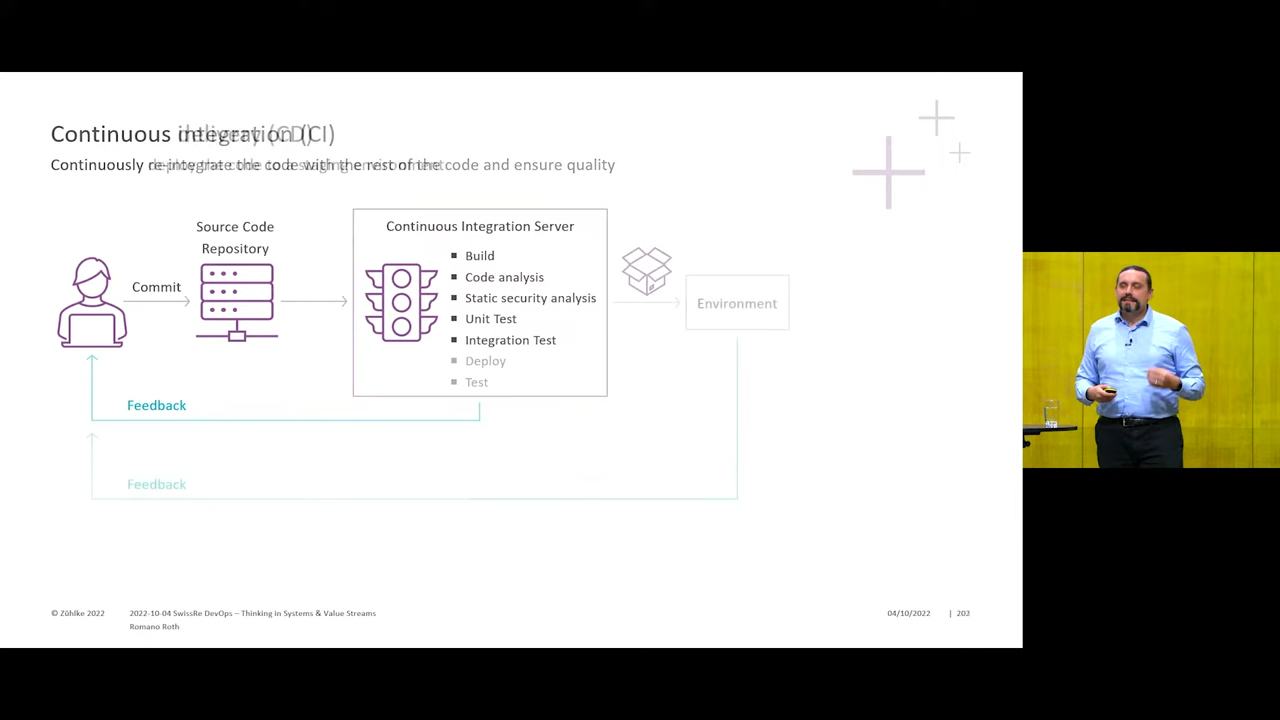 Continuous integration (CI)
Continuously re-integrate the code with the rest of the code and ensure quality
Source Code
Repository
Commit
Continuous Integration Server
▪ Build
▪ Code analysis
▪ Static security analysis
▪ Unit Test
▪ Integration Test
▪ Deploy
▪ Test
Environment
Feedback
Feedback
© Zühlke 2022
2022-10-04 SwissRe DevOps – Thinking in Systems & Value Streams
Romano Roth
04/10/2022 | 203